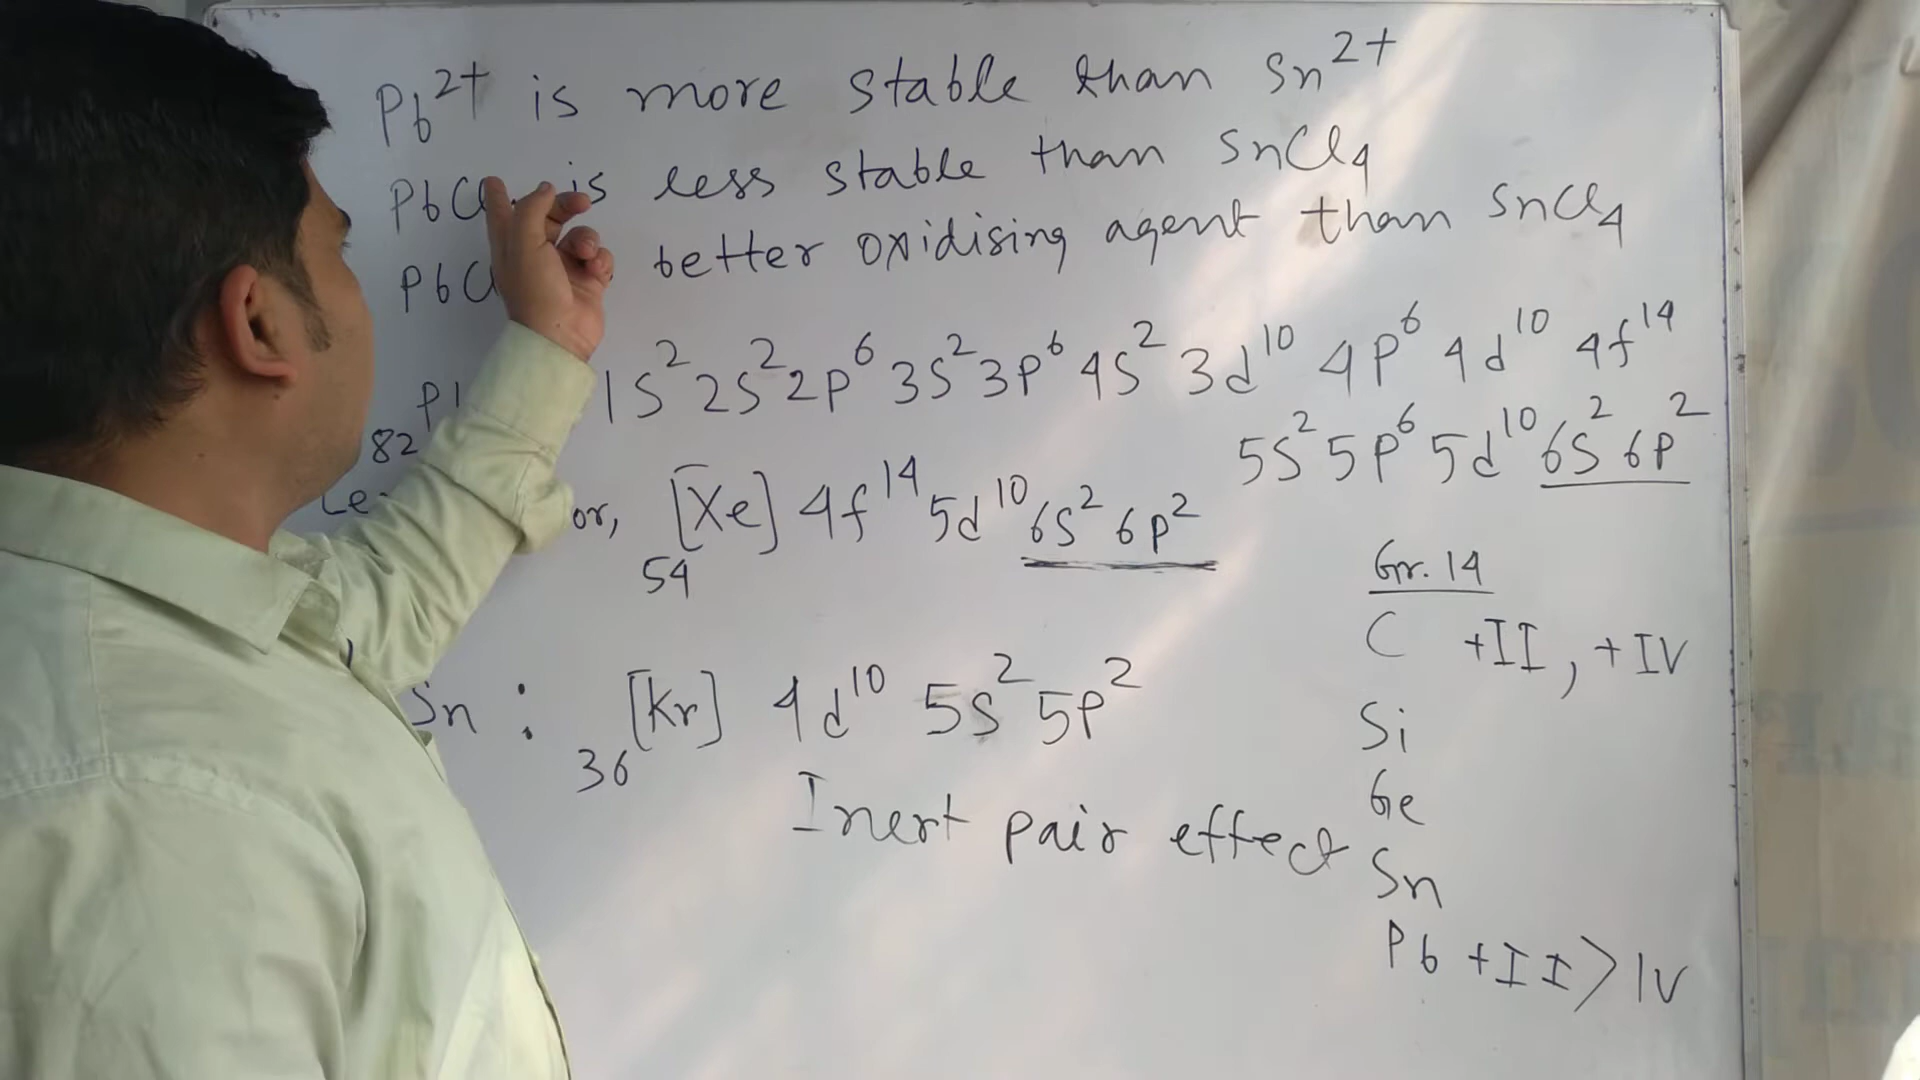 Pb²⁺ is more stable than Sn²⁺
PbCl is less stable than SnCl₄
PbC better oxidising agent than SnCl₄
82 1s² 2s² 2p⁶ 3s² 3p⁶ 4s² 3d¹⁰ 4p⁶ 4d¹⁰ 4f¹⁴
5s² 5p⁶ 5d¹⁰ 6s² 6p²
or, 54[Xe] 4f¹⁴ 5d¹⁰ 6s² 6p²
Gr. 14
C +II, +IV
Sn : 36[Kr] 4d¹⁰ 5s² 5p²
Si
Ge
Inert pair effect
Sn
Pb +II > IV